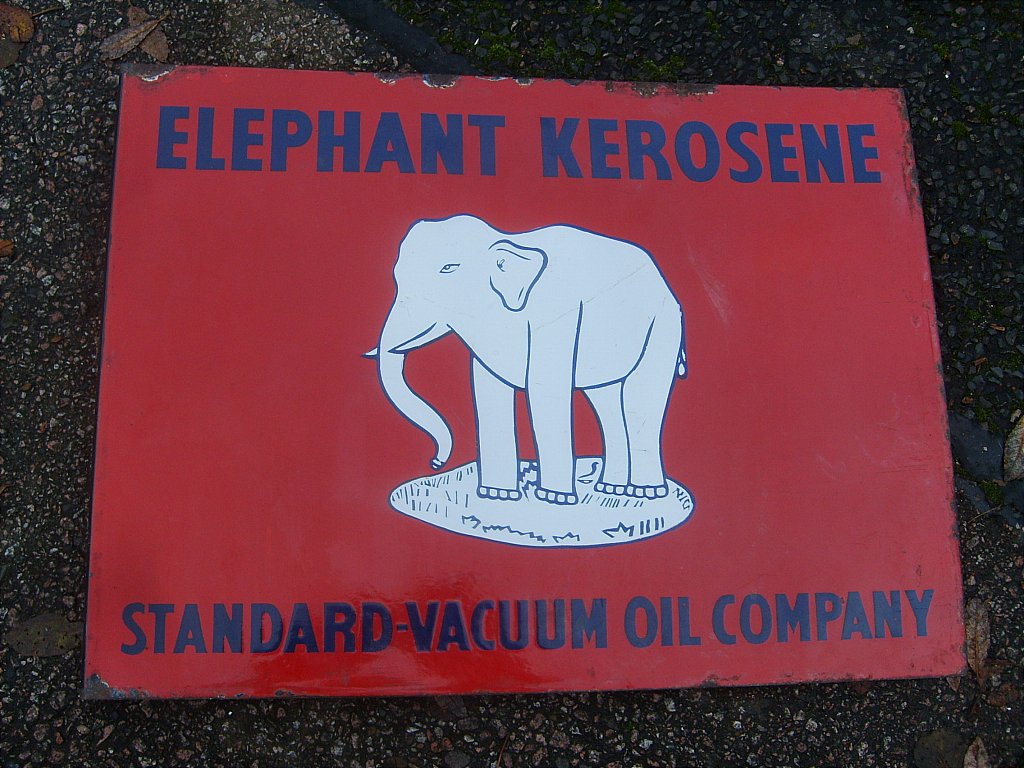 ELEPHANT KEROSENE
STANDARD-VACUUM OIL COMPANY